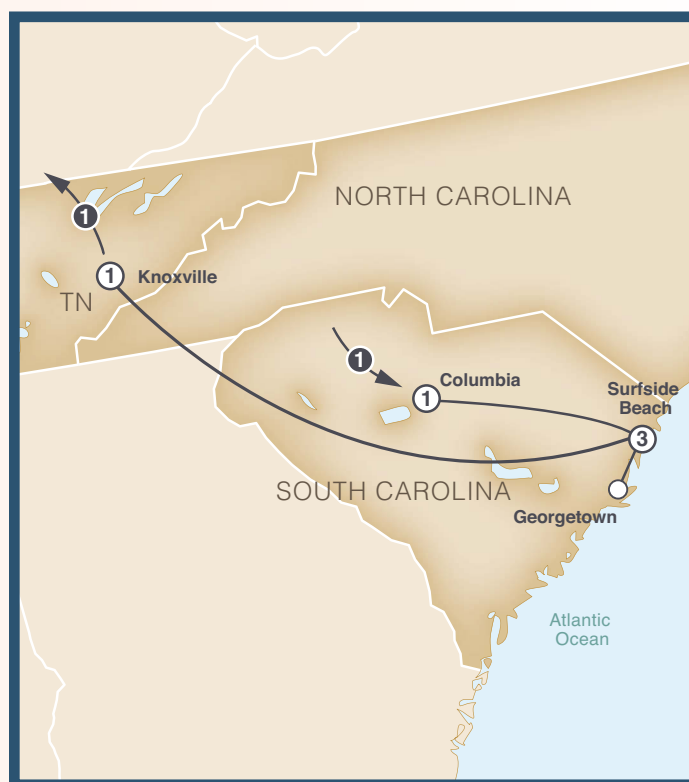 NORTH CAROLINA
1
1
Knoxville
TN
1
Columbia
1
Surfside
Beach
3
SOUTH CAROLINA
Georgetown
Atlantic
Ocean